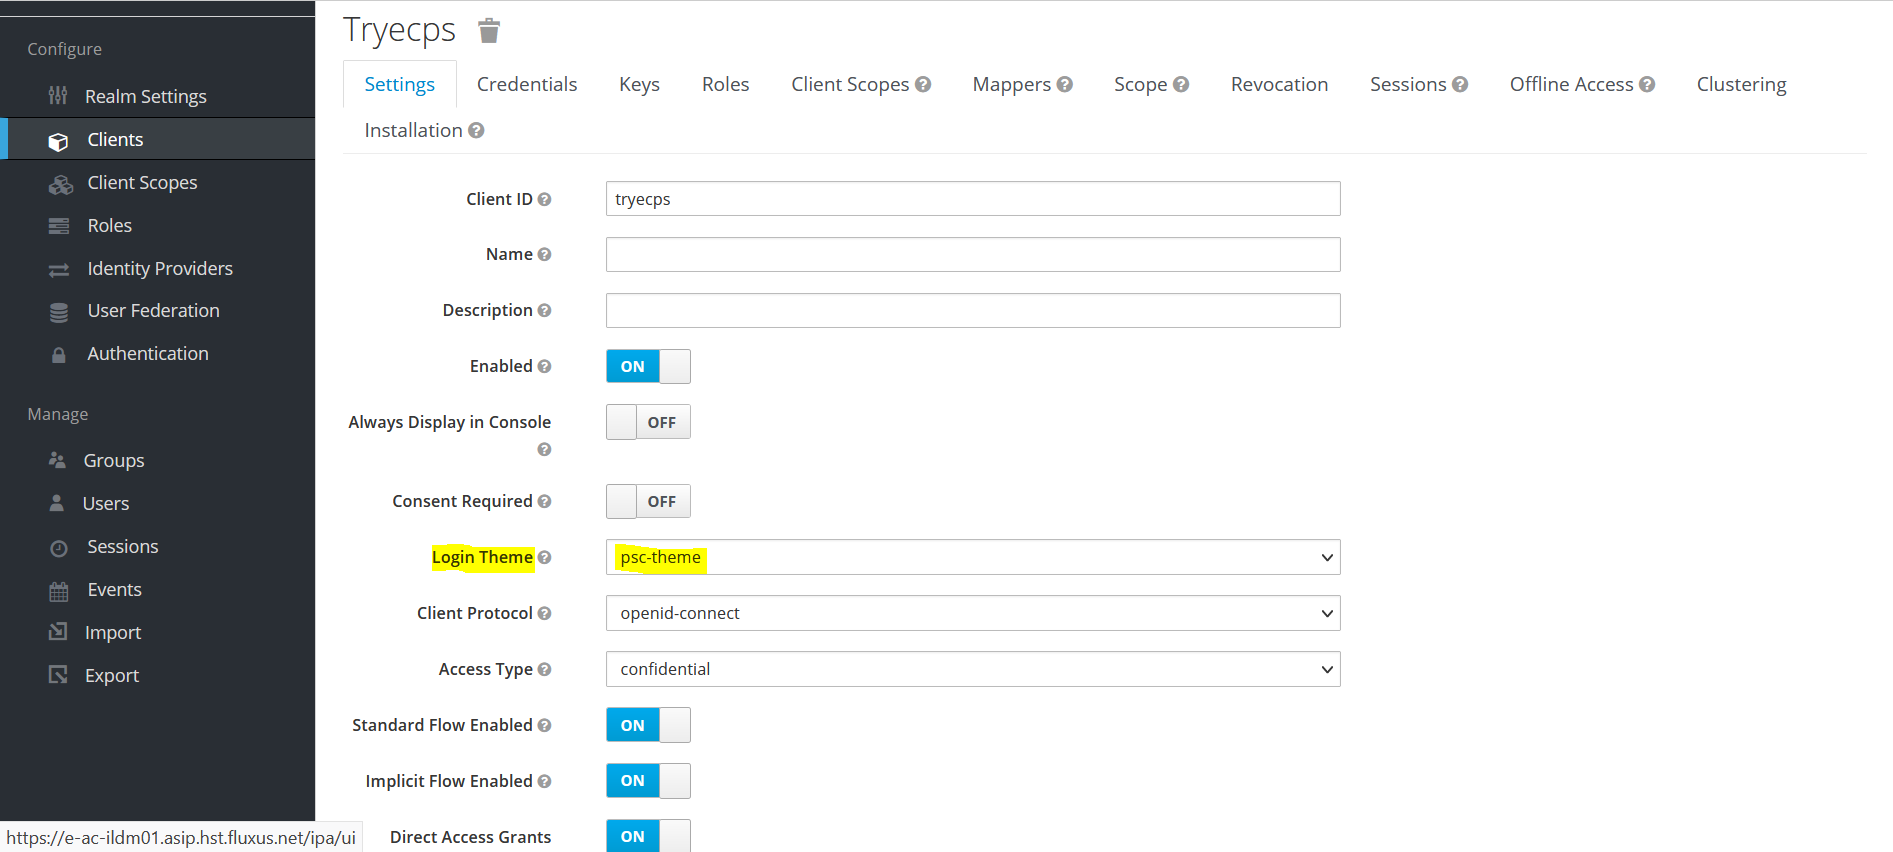 Configure
Realm Settings
Clients
Client Scopes
Roles
Identity Providers
User Federation
Authentication
Manage
Groups
Users
Sessions
Events
Import
Export
https://e-ac-ildm01.asip.hst.fluxus.net/ipa/ui
Tryecps
Settings Credentials Keys Roles Client Scopes ? Mappers ? Scope ? Revocation Sessions ? Offline Access ? Clustering
Installation ?
Client ID ? tryecps
Name ?
Description ?
Enabled ? ON
Always Display in Console OFF
?
Consent Required ? OFF
Login Theme ? psc-theme
Client Protocol ? openid-connect
Access Type ? confidential
Standard Flow Enabled ? ON
Implicit Flow Enabled ? ON
Direct Access Grants ON